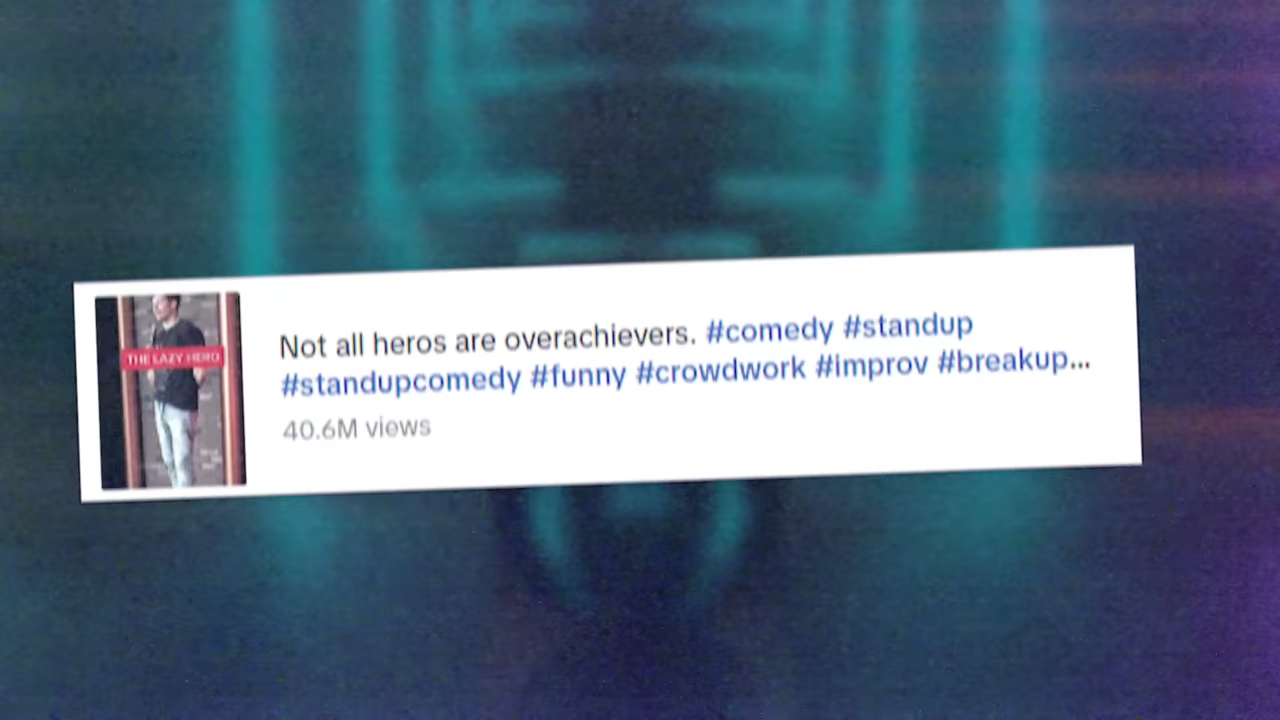 THE LAZY HERO
Not all heros are overachievers. #comedy #standup
#standupcomedy #funny #crowdwork #improv #breakup...
40.6M views